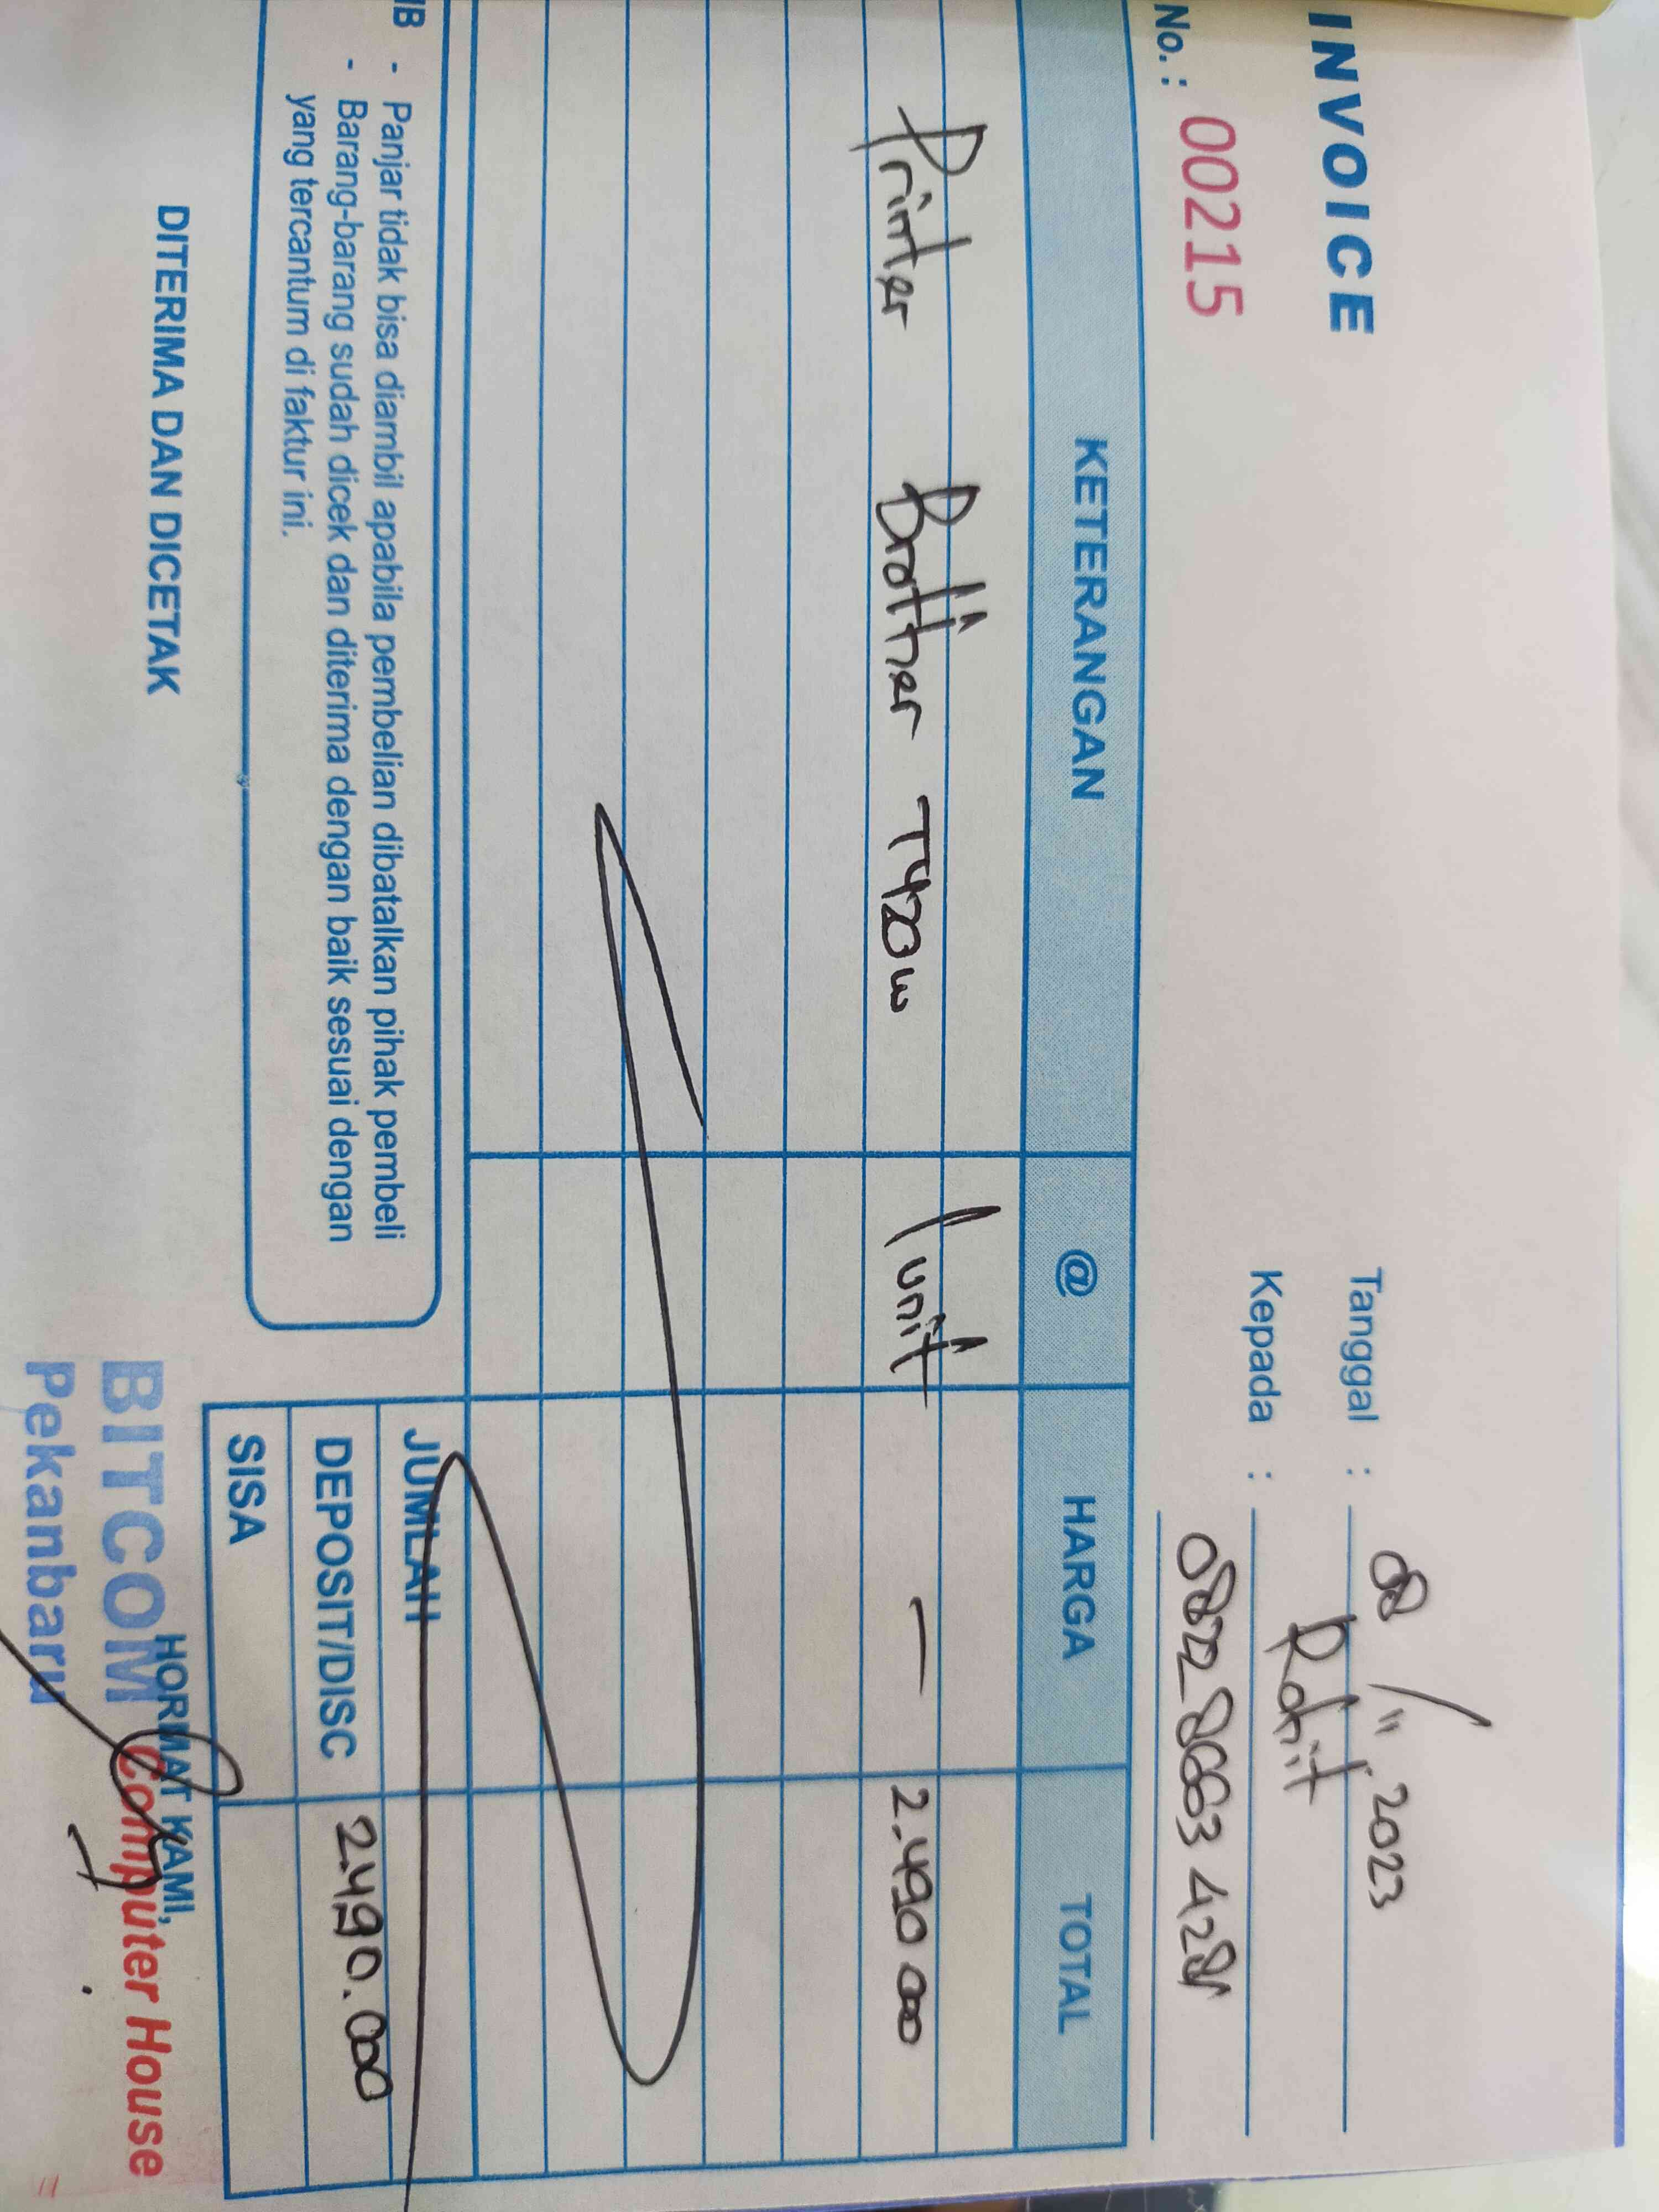 INVOICE
No. : 00215
Tanggal : 08/11.2023
Kepada :
0822 8663 428
KETERANGAN @ HARGA TOTAL
Printer Brother T420w 1 unit — 2.490 000
JUMLAH
DEPOSIT/DISC 2.490.000
SISA
- Panjar tidak bisa diambil apabila pembelian dibatalkan pihak pembeli
- Barang-barang sudah dicek dan diterima dengan baik sesuai dengan
yang tercantum di faktur ini.
DITERIMA DAN DICETAK
HORMAT KAMI,
BITCOM Computer House
Pekanbaru